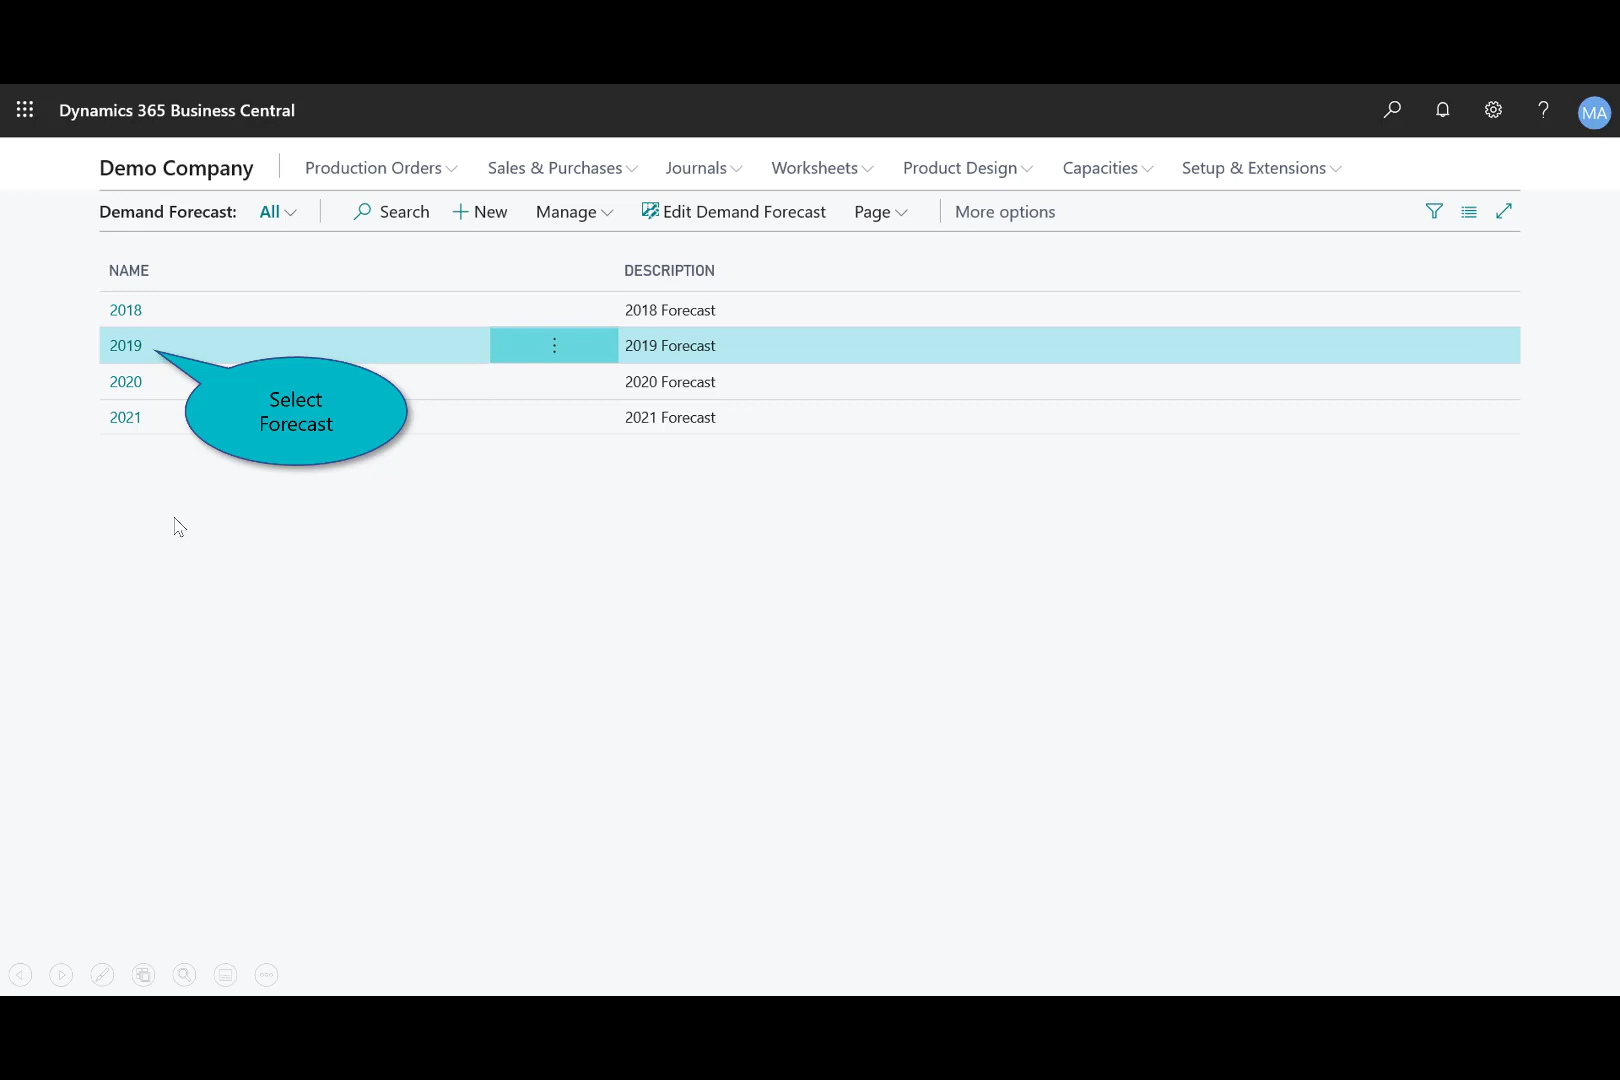 Dynamics 365 Business Central
MA
Demo Company
Production Orders
Sales & Purchases
Journals
Worksheets
Product Design
Capacities
Setup & Extensions
Demand Forecast:
All
Search
New
Manage
Edit Demand Forecast
Page
More options
NAME
DESCRIPTION
2018
2018 Forecast
2019
2019 Forecast
2020
2020 Forecast
2021
2021 Forecast
Select
Forecast